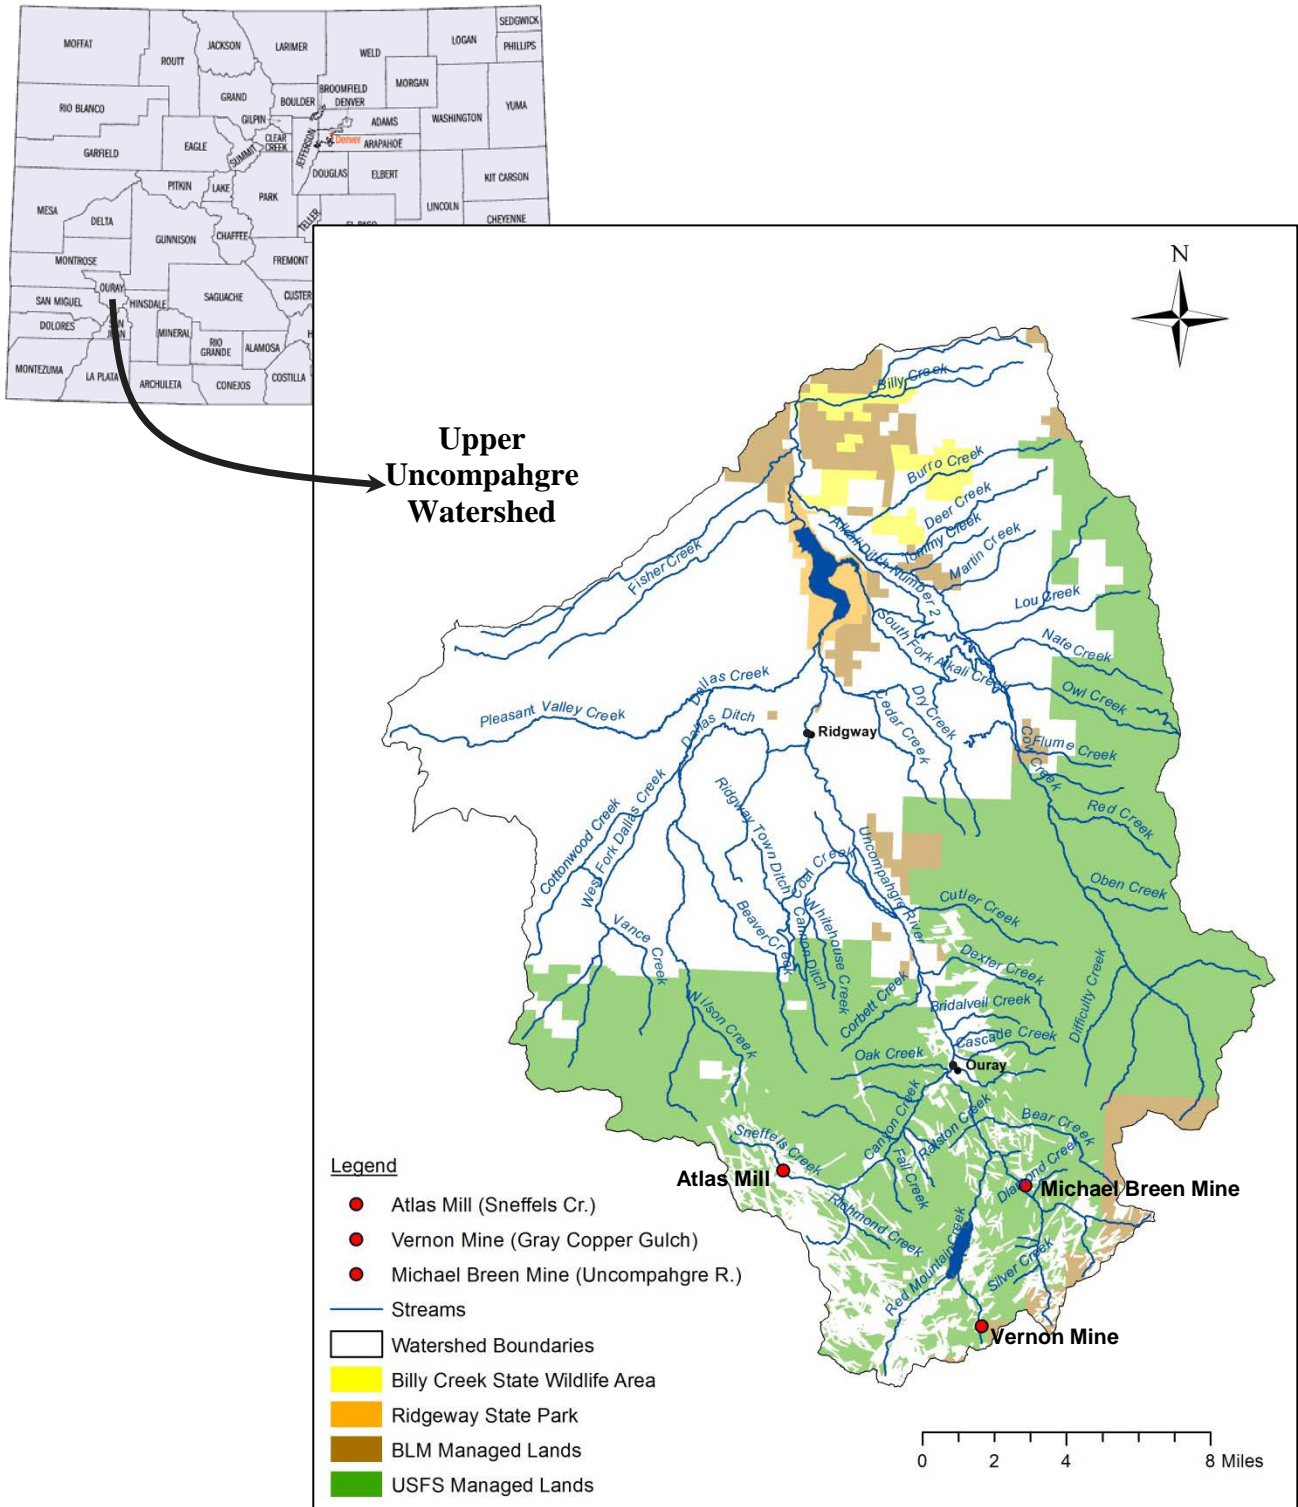 SEDGWICK
MOFFAT
JACKSON
LARIMER
LOGAN
PHILLIPS
ROUTT
WELD
GRAND
MORGAN
RIO BLANCO
BOULDER
BROOMFIELD
DENVER
YUMA
GILPIN
ADAMS
WASHINGTON
EAGLE
CLEAR
CREEK
Denver
GARFIELD
SUMMIT
JEFFERSON
ARAPAHOE
DOUGLAS
ELBERT
KIT CARSON
PITKIN
LAKE
PARK
MESA
LINCOLN
DELTA
TELLER
EL PASO
CHEYENNE
GUNNISON
CHAFFEE
MONTROSE
FREMONT
OURAY
SAN MIGUEL
HINSDALE
SAGUACHE
CUSTER
DOLORES
SAN
JUAN
MINERAL
RIO
GRANDE
ALAMOSA
MONTEZUMA
LA PLATA
ARCHULETA
CONEJOS
COSTILLA
N
Upper
Uncompahgre
Watershed
Billy Creek
Burro Creek
Deer Creek
Tommy Creek
Martin Creek
Alkali Ditch Number 2
Fisher Creek
Lou Creek
South Fork Alkali Creek
Nate Creek
Owl Creek
Dallas Creek
Pleasant Valley Creek
Dallas Ditch
Ridgway
Cedar Creek
Dry Creek
Cow Creek
Flume Creek
Red Creek
Cottonwood Creek
West Fork Dallas Creek
Ridgway Town Ditch
Coal Creek
Uncompahgre River
Oben Creek
Cutler Creek
Vance Creek
Beaver Creek
Cannon Ditch
Whitehouse Creek
Dexter Creek
Difficulty Creek
Wilson Creek
Corbett Creek
Bridalveil Creek
Cascade Creek
Oak Creek
Ouray
Canyon Creek
Ralston Creek
Bear Creek
Sneffels Creek
Fall Creek
Diamond Creek
Atlas Mill
Michael Breen Mine
Richmond Creek
Red Mountain Creek
Silver Creek
Vernon Mine
Legend
Atlas Mill (Sneffels Cr.)
Vernon Mine (Gray Copper Gulch)
Michael Breen Mine (Uncompahgre R.)
Streams
Watershed Boundaries
Billy Creek State Wildlife Area
Ridgeway State Park
BLM Managed Lands
USFS Managed Lands
0 2 4 8 Miles